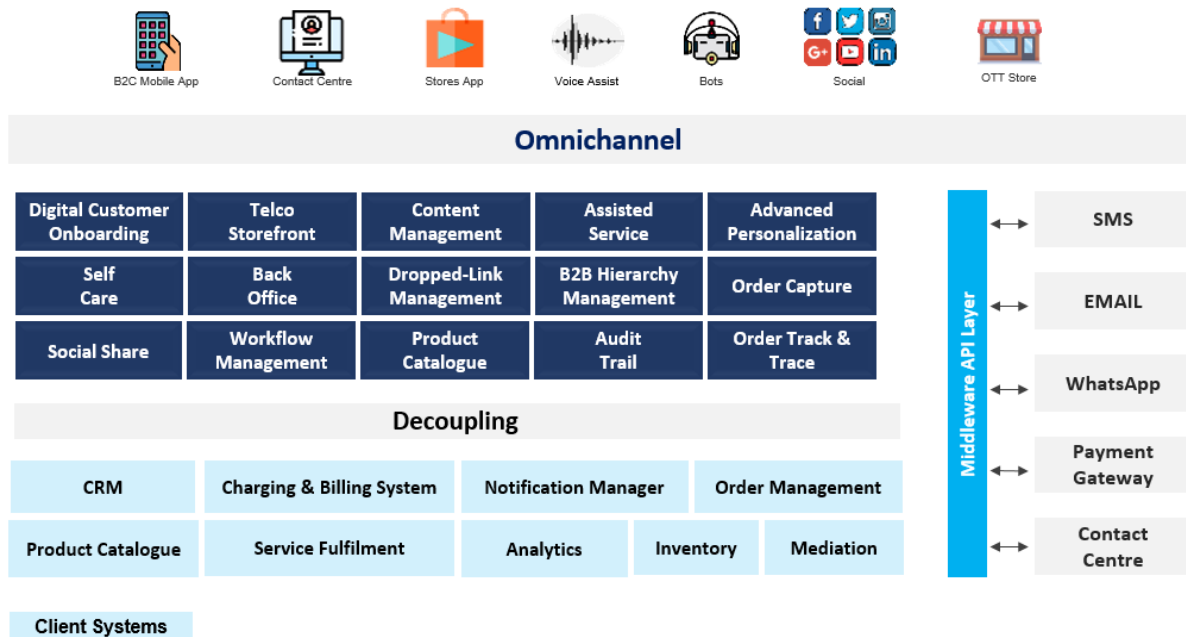 B2C Mobile App
Contact Centre
Stores App
Voice Assist
Bots
f
G+
in
Social
OTT Store
Omnichannel
Digital Customer
Onboarding
Telco
Storefront
Content
Management
Assisted
Service
Advanced
Personalization
Self
Care
Back
Office
Dropped-Link
Management
B2B Hierarchy
Management
Order Capture
Social Share
Workflow
Management
Product
Catalogue
Audit
Trail
Order Track &
Trace
Decoupling
CRM
Charging & Billing System
Notification Manager
Order Management
Product Catalogue
Service Fulfilment
Analytics
Inventory
Mediation
Client Systems
Middleware API Layer
SMS
EMAIL
WhatsApp
Payment
Gateway
Contact
Centre